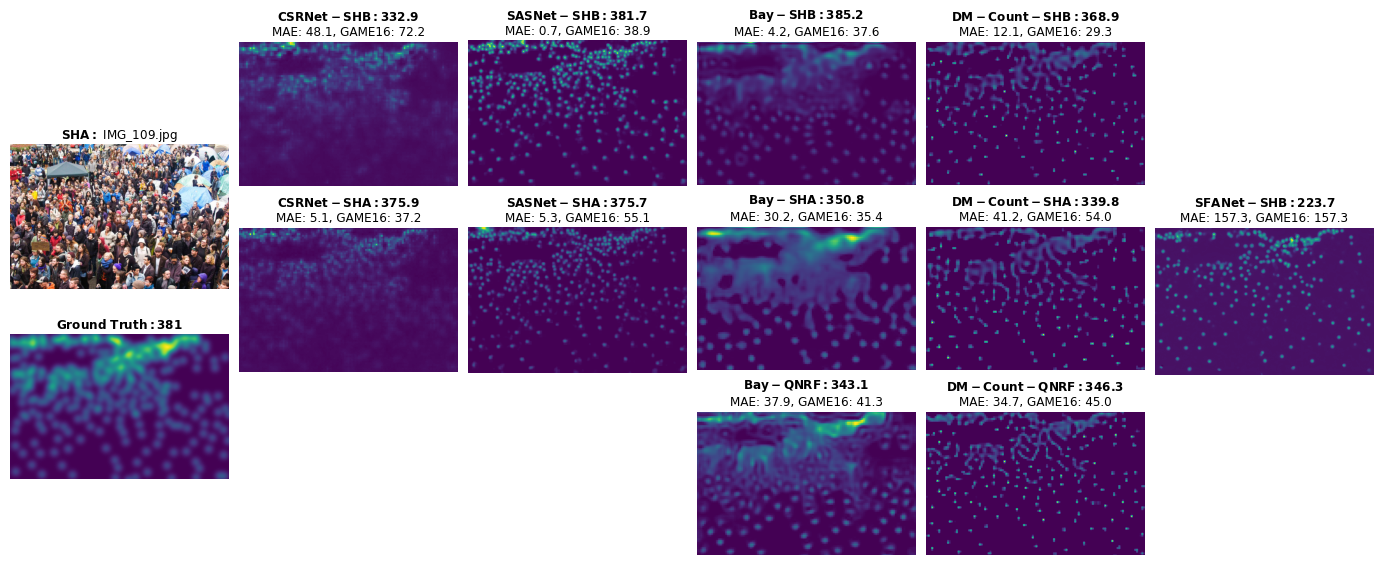 CSRNet − SHB: 332.9
MAE: 48.1, GAME16: 72.2
SASNet − SHB: 381.7
MAE: 0.7, GAME16: 38.9
Bay − SHB: 385.2
MAE: 4.2, GAME16: 37.6
DM − Count − SHB: 368.9
MAE: 12.1, GAME16: 29.3
SHA: IMG_109.jpg
CSRNet − SHA: 375.9
MAE: 5.1, GAME16: 37.2
SASNet − SHA: 375.7
MAE: 5.3, GAME16: 55.1
Bay − SHA: 350.8
MAE: 30.2, GAME16: 35.4
DM − Count − SHA: 339.8
MAE: 41.2, GAME16: 54.0
SFANet − SHB: 223.7
MAE: 157.3, GAME16: 157.3
Ground Truth: 381
Bay − QNRF: 343.1
MAE: 37.9, GAME16: 41.3
DM − Count − QNRF: 346.3
MAE: 34.7, GAME16: 45.0